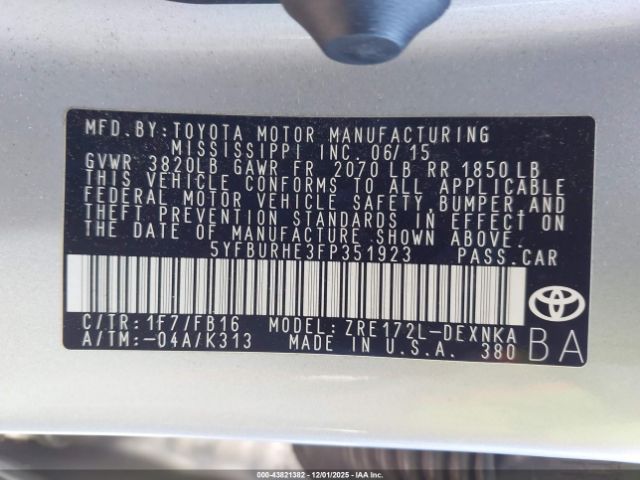 MFD.BY:TOYOTA MOTOR MANUFACTURING
MISSISSIPPI INC. 06/15
GVWR 3820LB GAWR FR 2070 LB RR 1850LB
THIS VEHICLE CONFORMS TO ALL APPLICABLE
FEDERAL MOTOR VEHICLE SAFETY,BUMPER AND
THEFT PREVENTION STANDARDS IN EFFECT ON
THE DATE OF MANUFACTURE SHOWN ABOVE.
5YFBURHE3FP351923 PASS.CAR
C/TR:1F7/FB16 MODEL:ZRE172L-DEXNKA
A/TM:-04A/K313 MADE IN U.S.A. 380
BA
TOYOTA
000-43821382 - 12/01/2025 - IAA Inc.